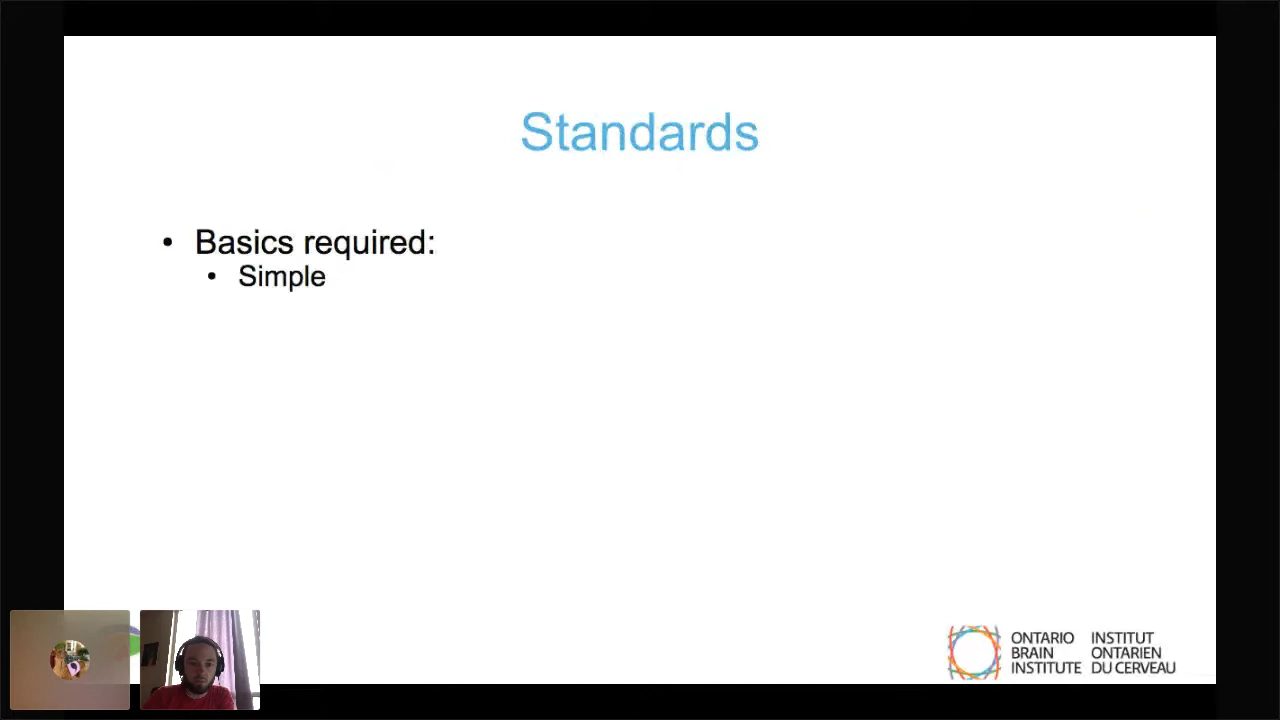 Standards
• Basics required:
• Simple
ONTARIO
BRAIN
INSTITUTE
INSTITUT
ONTARIEN
DU CERVEAU